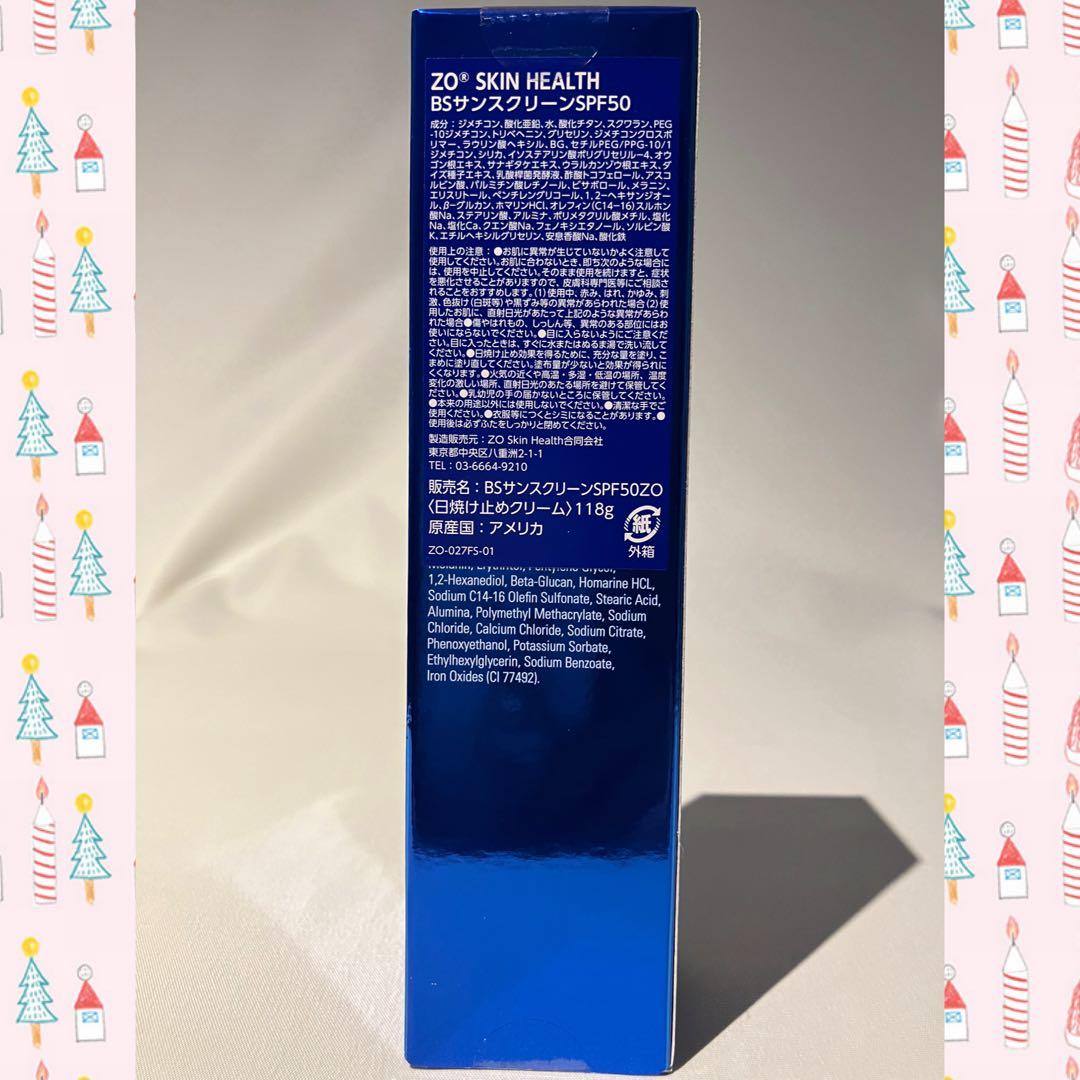 ZO® SKIN HEALTH
BSサンスクリーンSPF50
成分：ジメチコン、酸化亜鉛、水、酸化チタン、スクワラン、PEG
-10ジメチコン、トリベヘニン、グリセリン、ジメチコンクロスポ
リマー、ラウリン酸ヘキシル、BG、セチルPEG/PPG-10/1
ジメチコン、シリカ、イソステアリン酸ポリグリセリル-4、オウ
ゴン根エキス、サナギタケエキス、ウラルカンゾウ根エキス、ダ
イズ種子エキス、乳酸桿菌発酵液、酢酸トコフェロール、アスコ
ルビン酸、パルミチン酸レチノール、ビサボロール、メラニン、
エリスリトール、ペンチレングリコール、1,2-ヘキサンジオー
ル、β-グルカン、ホマリンHCl、オレフィン(C14-16)スルホン
酸Na、ステアリン酸、アルミナ、ポリメタクリル酸メチル、塩化
Na、塩化Ca、クエン酸Na、フェノキシエタノール、ソルビン酸
K、エチルヘキシルグリセリン、安息香酸Na、酸化鉄
使用上の注意：●お肌に異常が生じていないかよく注意して
使用してください。お肌に合わないとき、即ち次のような場合に
は、使用を中止してください。そのまま使用を続けますと、症状
を悪化させることがありますので、皮膚科専門医等にご相談さ
れることをおすすめします。(1)使用中、赤み、はれ、かゆみ、刺
激、色抜け(白斑等)や黒ずみ等の異常があらわれた場合(2)使
用したお肌に、直射日光があたって上記のような異常があらわ
れた場合●傷やはれもの、しっしん等、異常のある部位にはお
使いにならないでください。●目に入らないようにご注意くださ
い。目に入ったときは、すぐに水またはぬるま湯で洗い流して
ください。●日焼け止め効果を得るために、充分な量を塗り、こ
まめに塗り直してください。塗布量が少ないと効果が得られに
くくなります。●火気の近くや高温・多湿・低温の場所、温度
変化の激しい場所、直射日光のあたる場所を避けて保管してく
ださい。●乳幼児の手の届かないところに保管してください。
●本来の用途以外には使用しないでください。●清潔な手でご
使用ください。●衣服等につくとシミになることがあります。●
使用後は必ずふたをしっかりと閉めてください。
製造販売元：ZO Skin Health合同会社
東京都中央区八重洲2-1-1
TEL：03-6664-9210
販売名：BSサンスクリーンSPF50ZO
〈日焼け止めクリーム〉118g
原産国：アメリカ
紙
外箱
ZO-027FS-01
Melanin, Erythritol, Pentylene Glycol,
1,2-Hexanediol, Beta-Glucan, Homarine HCL,
Sodium C14-16 Olefin Sulfonate, Stearic Acid,
Alumina, Polymethyl Methacrylate, Sodium
Chloride, Calcium Chloride, Sodium Citrate,
Phenoxyethanol, Potassium Sorbate,
Ethylhexylglycerin, Sodium Benzoate,
Iron Oxides (CI 77492).